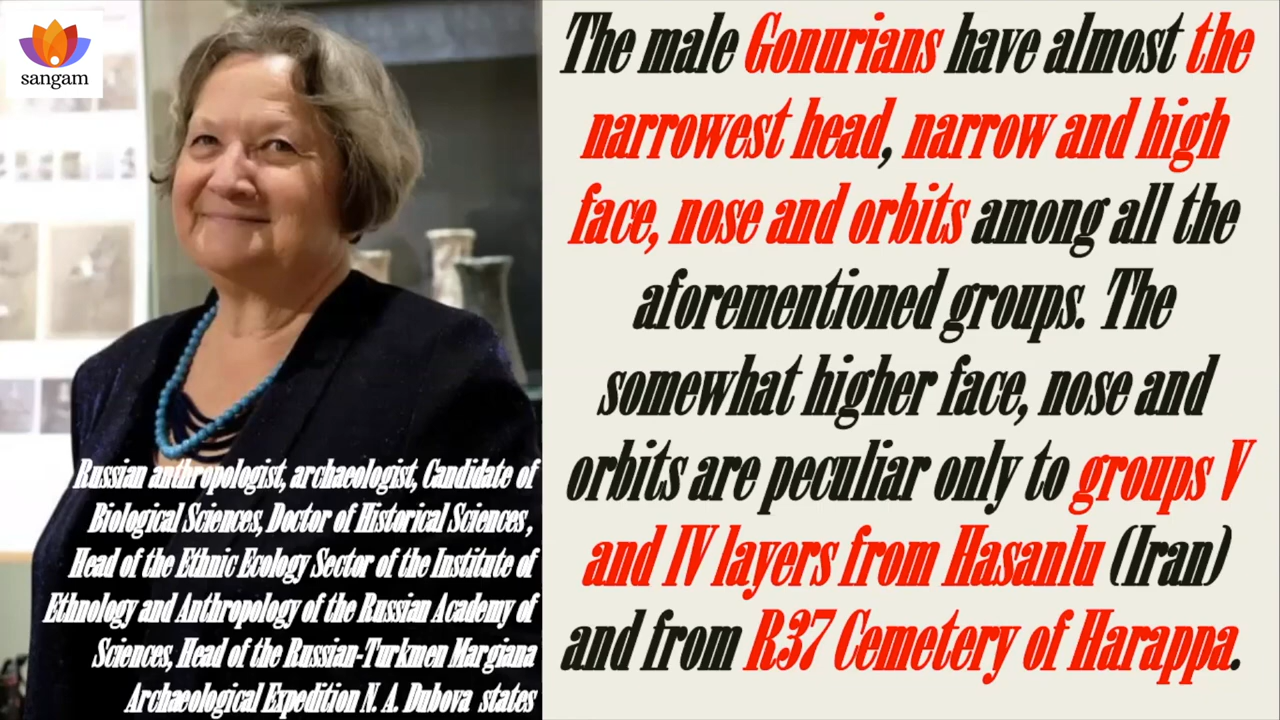 sangam
Russian anthropologist, archaeologist, Candidate of
Biological Sciences, Doctor of Historical Sciences,
Head of the Ethnic Ecology Sector of the Institute of
Ethnology and Anthropology of the Russian Academy of
Sciences, Head of the Russian-Turkmen Margiana
Archaeological Expedition N. A. Dubova states
The male Gonurians have almost the
narrowest head, narrow and high
face, nose and orbits among all the
aforementioned groups. The
somewhat higher face, nose and
orbits are peculiar only to groups V
and IV layers from Hasanlu (Iran)
and from R37 Cemetery of Harappa.